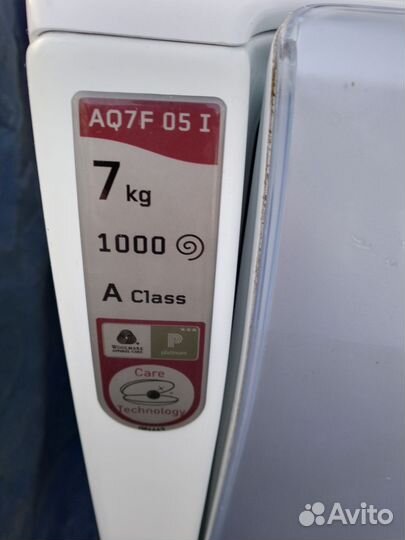 AQ7F 05 I
7 kg
1000
A Class
WOOLMARK
P
platinum
Care
Technology
Avito